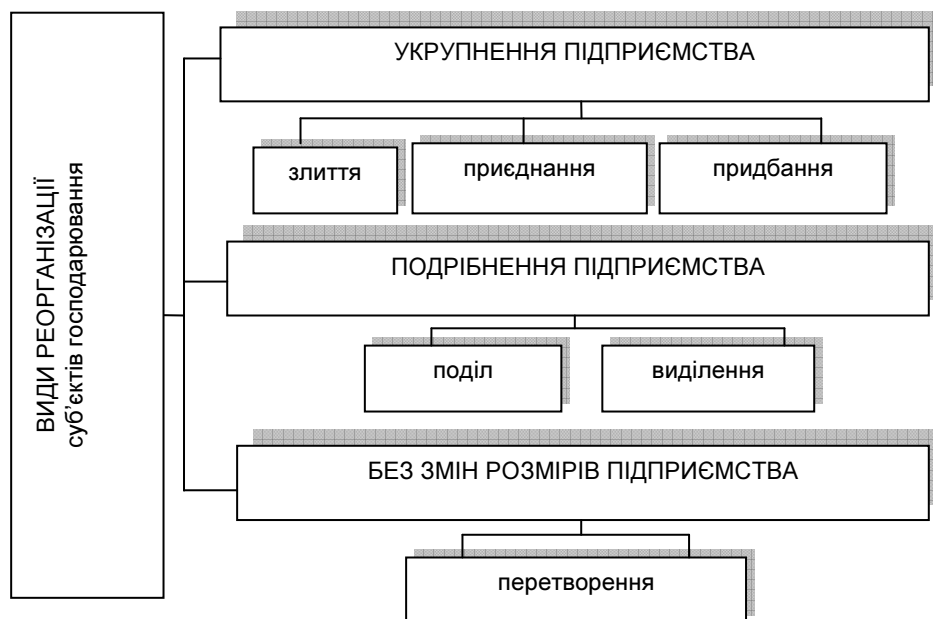 ВИДИ РЕОРГАНІЗАЦІЇ
суб’єктів господарювання
УКРУПНЕННЯ ПІДПРИЄМСТВА
злиття
приєднання
придбання
ПОДРІБНЕННЯ ПІДПРИЄМСТВА
поділ
виділення
БЕЗ ЗМІН РОЗМІРІВ ПІДПРИЄМСТВА
перетворення